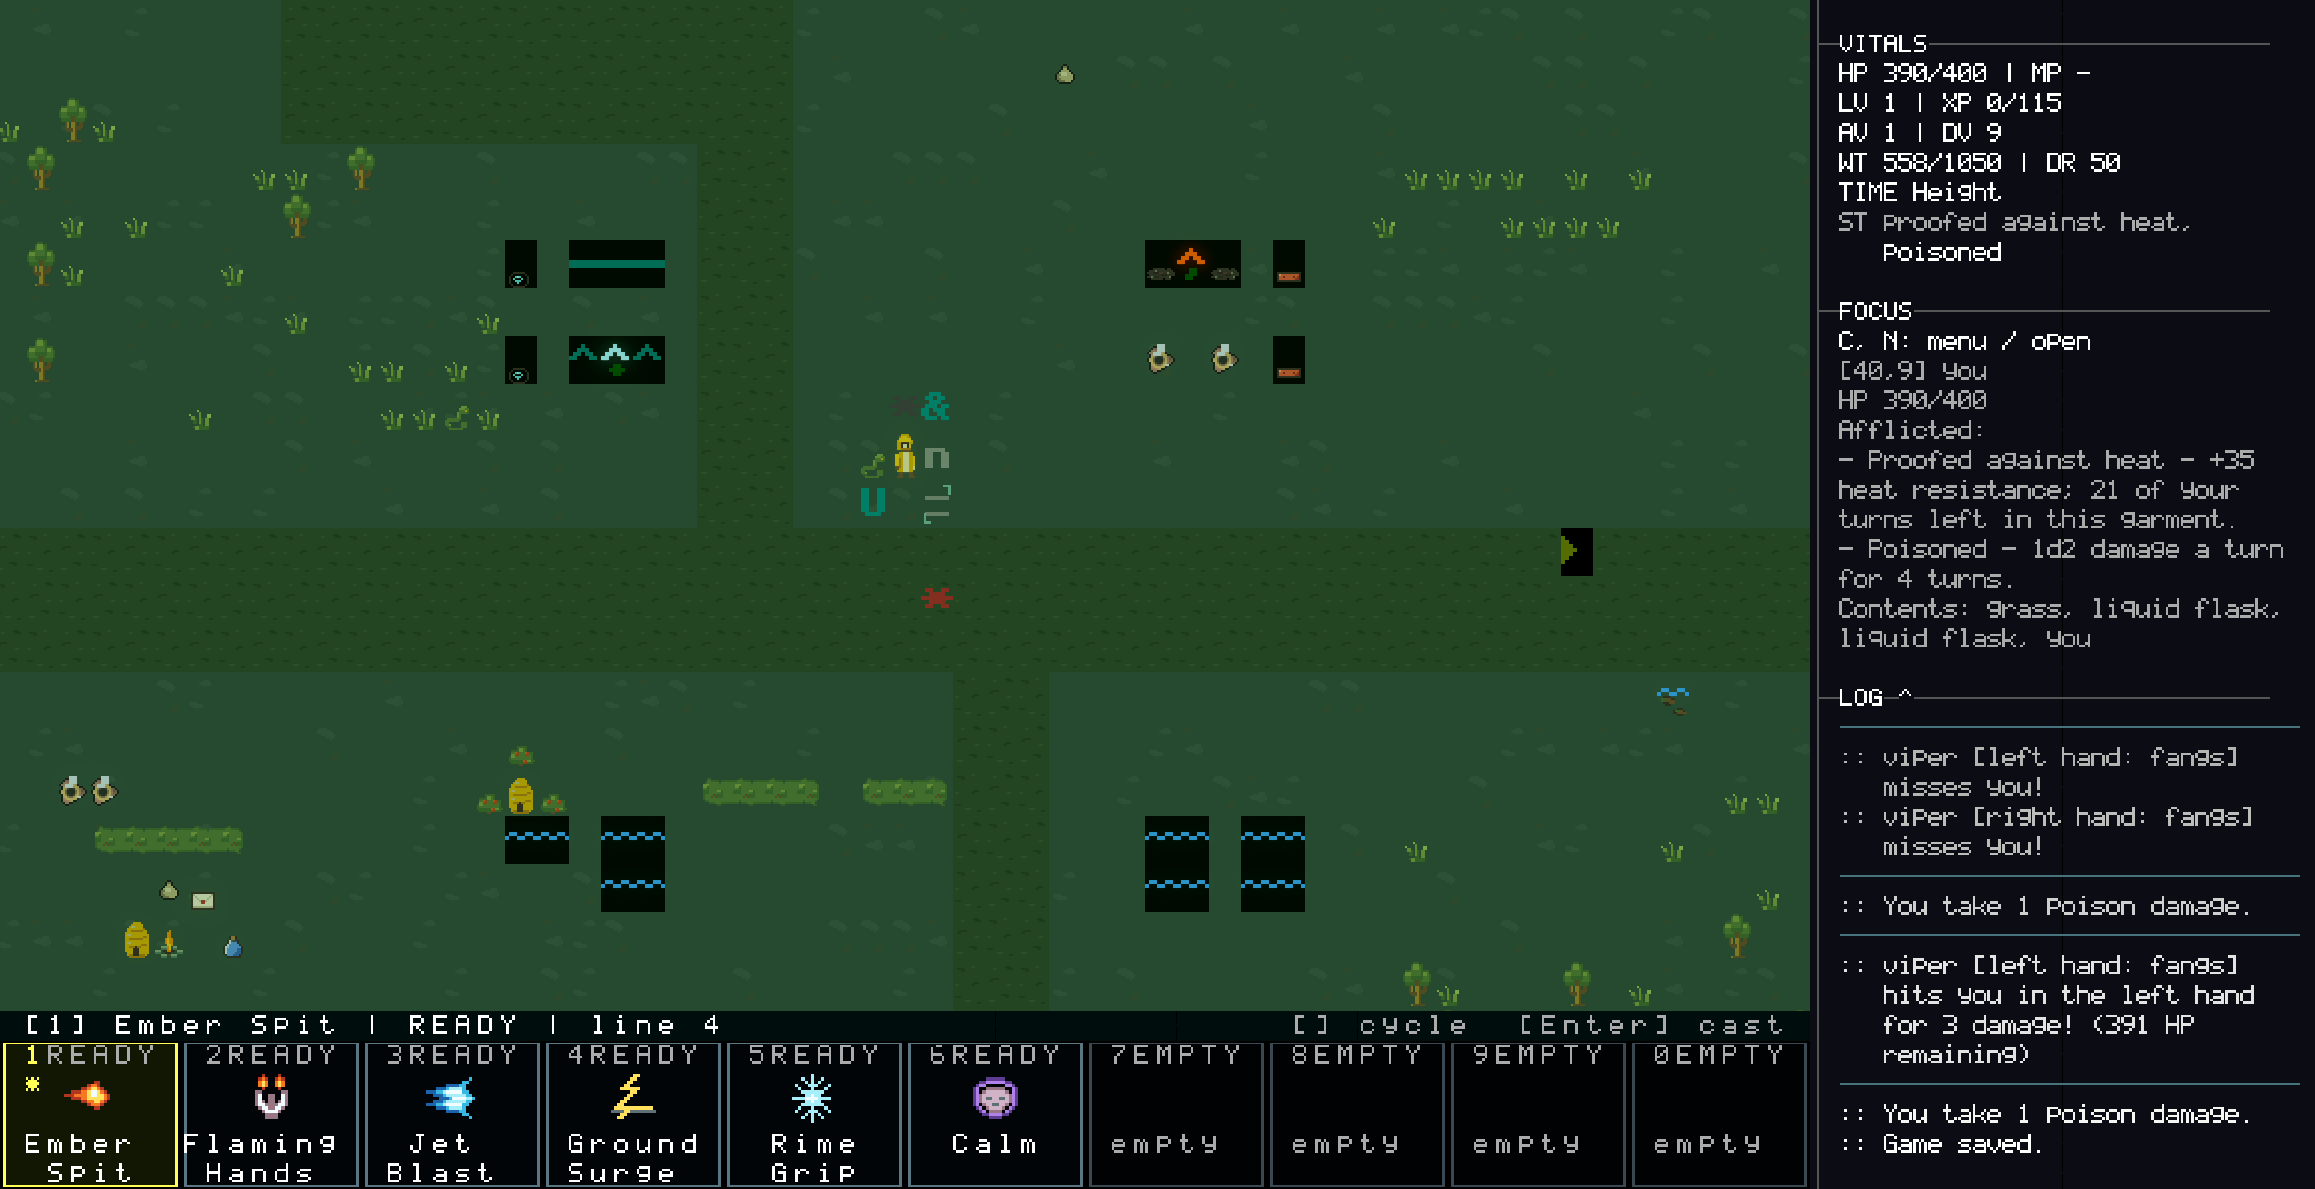 VITALS
HP 390/400 | MP -
LV 1 | XP 0/115
AV 1 | DV 9
WT 558/1050 | DR 50
TIME Height
ST Proofed against heat,
Poisoned
FOCUS
C, N: menu / open
[40,9] You
HP 390/400
Afflicted:
- Proofed against heat - +35
heat resistance; 21 of your
turns left in this garment.
- Poisoned - 1d2 damage a turn
for 4 turns.
Contents: grass, liquid flask,
liquid flask, you
LOG ^
:: viper [left hand: fangs]
misses you!
:: viper [right hand: fangs]
misses you!
:: You take 1 Poison damage.
:: viper [left hand: fangs]
hits you in the left hand
for 3 damage! (391 HP
remaining)
:: You take 1 Poison damage.
:: Game saved.
&
n
U
[1] Ember Spit | READY | line 4
[] cycle [Enter] cast
1READY 2READY 3READY 4READY 5READY 6READY 7EMPTY 8EMPTY 9EMPTY 0EMPTY
Ember Flaming Jet Ground Rime Calm empty empty empty empty
Spit Hands Blast Surge Grip